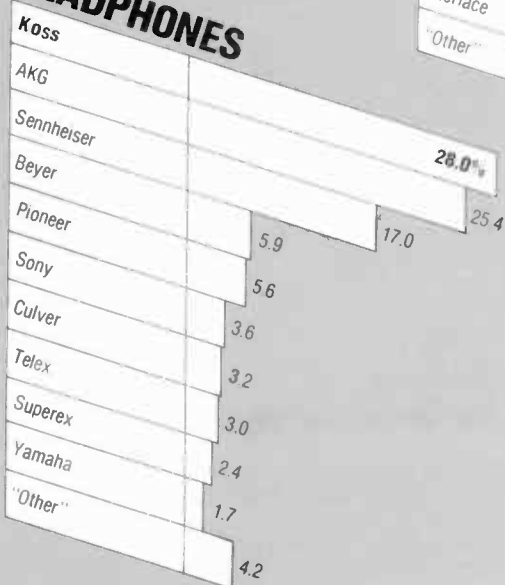 HEADPHONES
Koss 28.0%
AKG 25.4
Sennheiser 17.0
Beyer 5.9
Pioneer 5.6
Sony 3.6
Culver 3.2
Telex 3.0
Superex 2.4
Yamaha 1.7
"Other" 4.2
"Other"